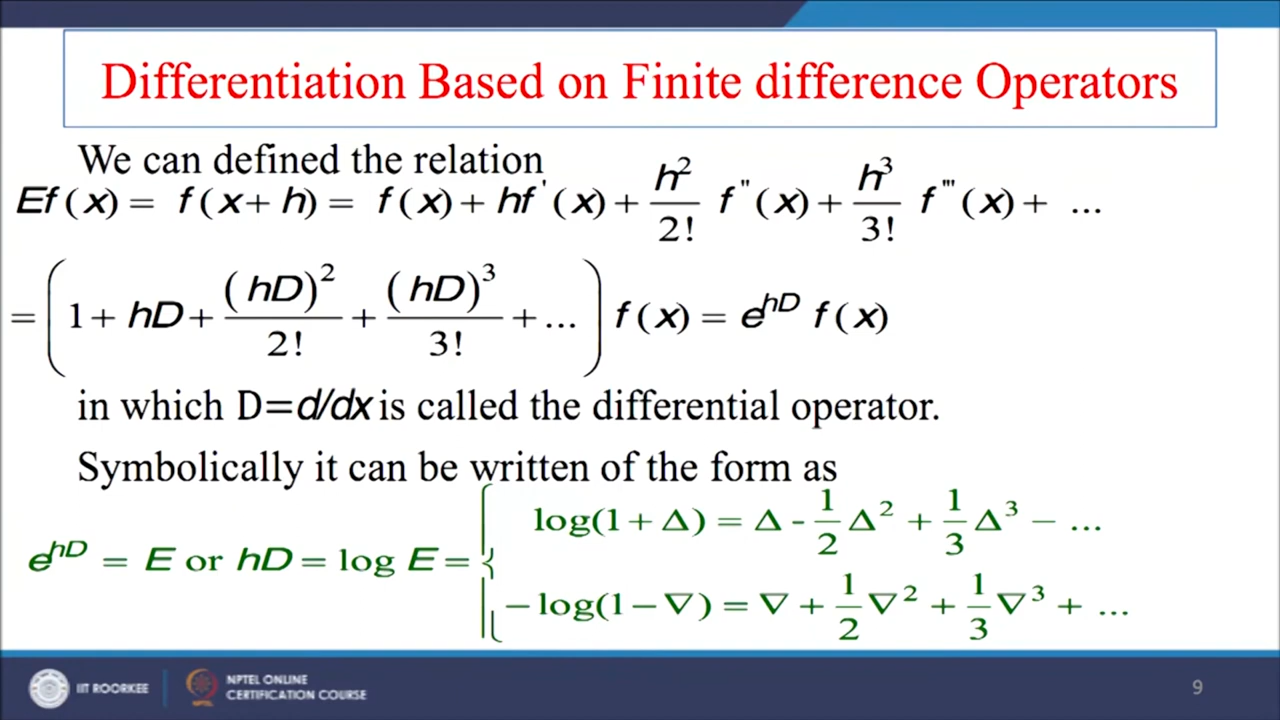 Differentiation Based on Finite difference Operators
We can defined the relation
Ef(x) = f(x+h) = f(x) + hf'(x) + h²/2! f''(x) + h³/3! f'''(x) + ...
= (1 + hD + (hD)²/2! + (hD)³/3! + ...) f(x) = e^{hD} f(x)
in which D=d/dx is called the differential operator.
Symbolically it can be written of the form as
e^{hD} = E or hD = log E = { log(1+Δ) = Δ - 1/2 Δ² + 1/3 Δ³ − ...
−log(1−∇) = ∇ + 1/2 ∇² + 1/3 ∇³ + ...
IIT ROORKEE
NPTEL ONLINE
CERTIFICATION COURSE
9